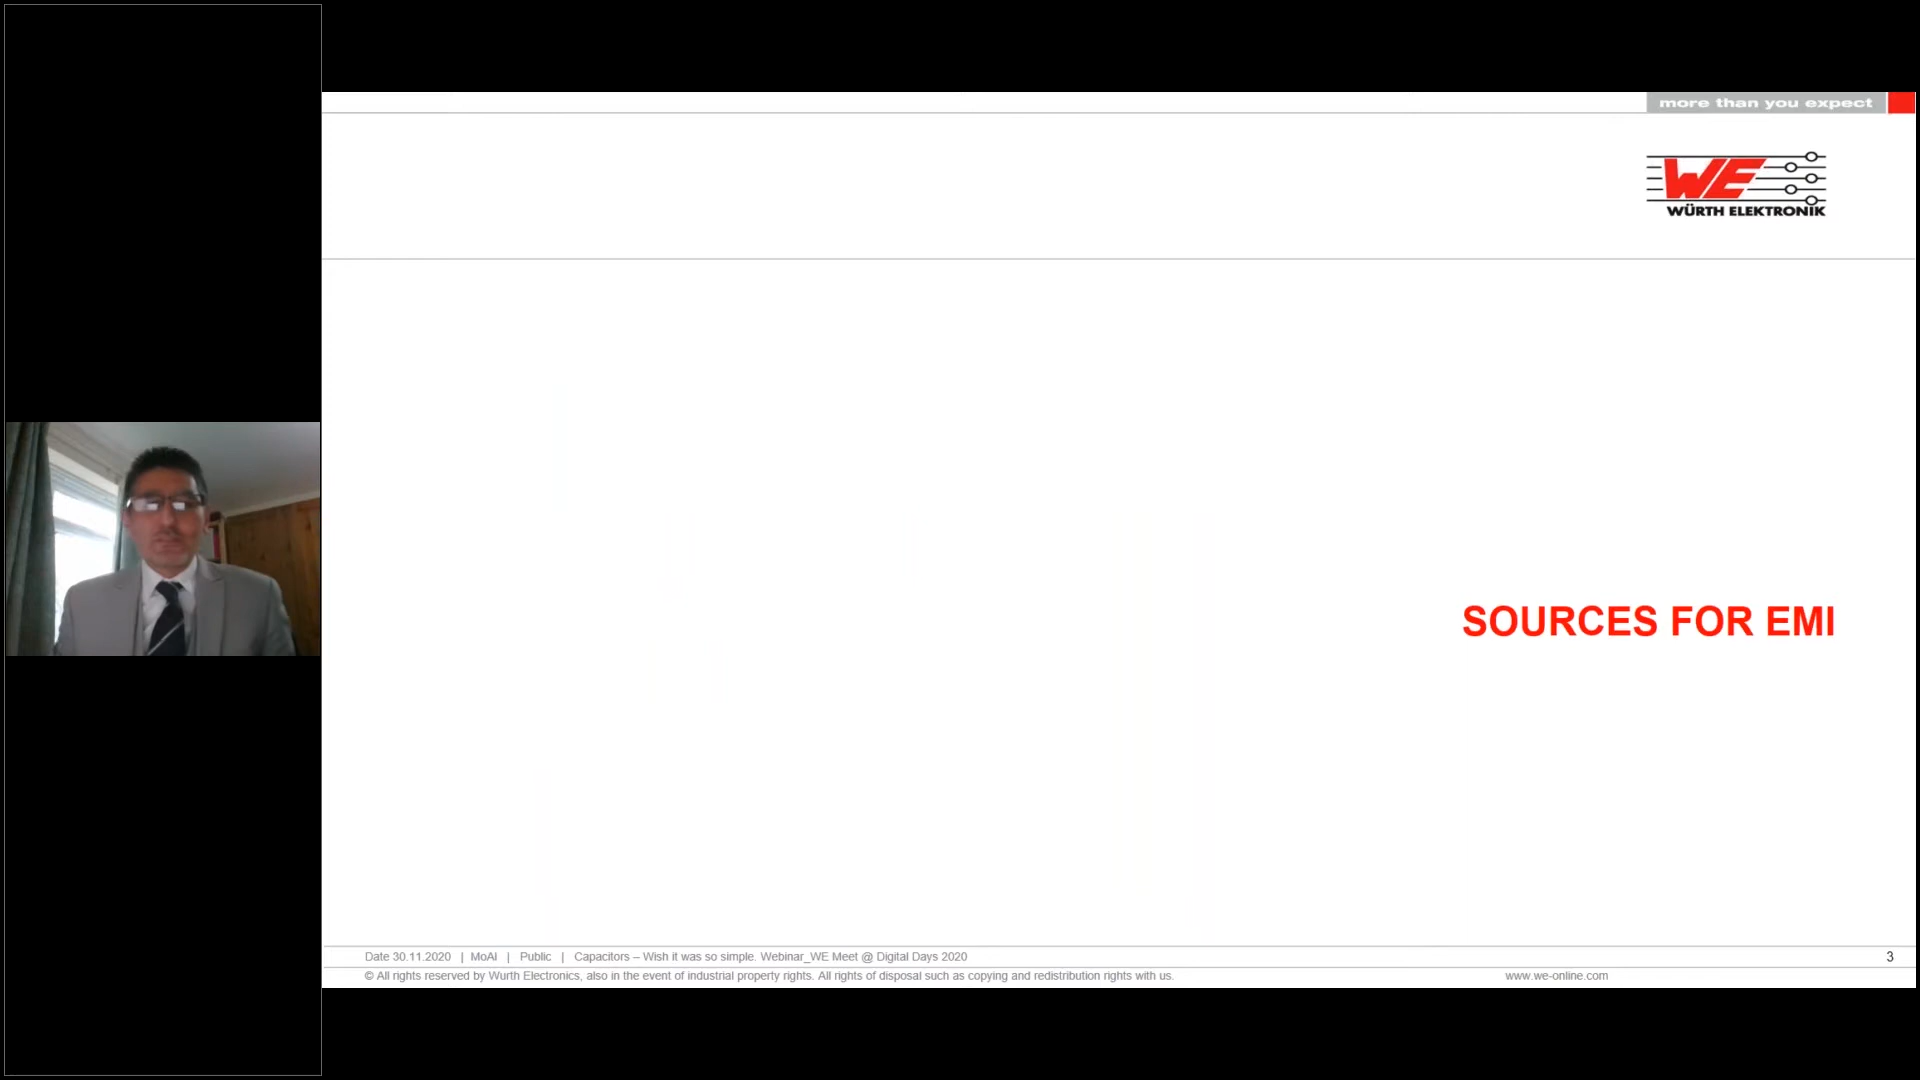 more than you expect
WE
WÜRTH ELEKTRONIK
SOURCES FOR EMI
Date 30.11.2020 | MoAl | Public | Capacitors – Wish it was so simple. Webinar_WE Meet @ Digital Days 2020
3
© All rights reserved by Wurth Electronics, also in the event of industrial property rights. All rights of disposal such as copying and redistribution rights with us.
www.we-online.com